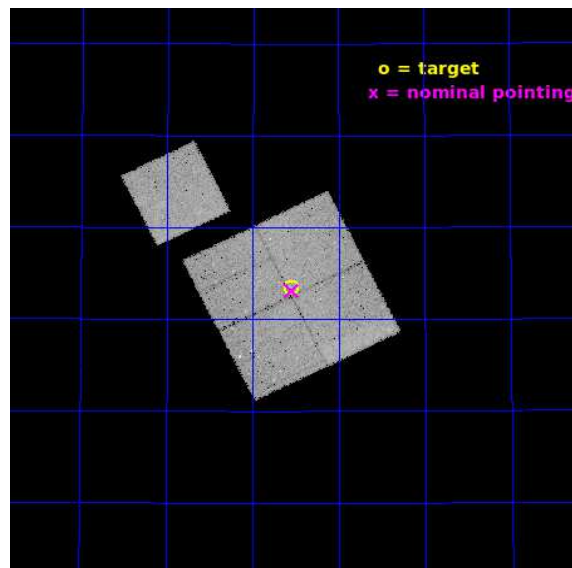 o = target
x = nominal pointing